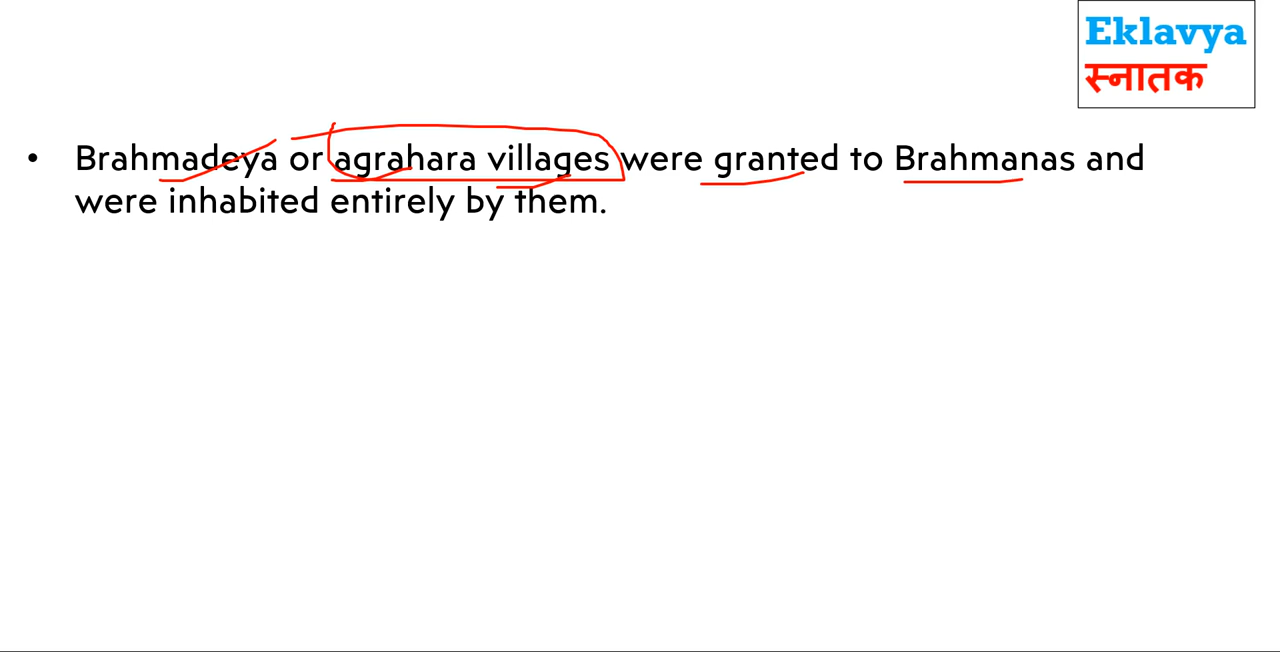 Eklavya
स्नातक
• Brahmadeya or agrahara villages were granted to Brahmanas and
were inhabited entirely by them.